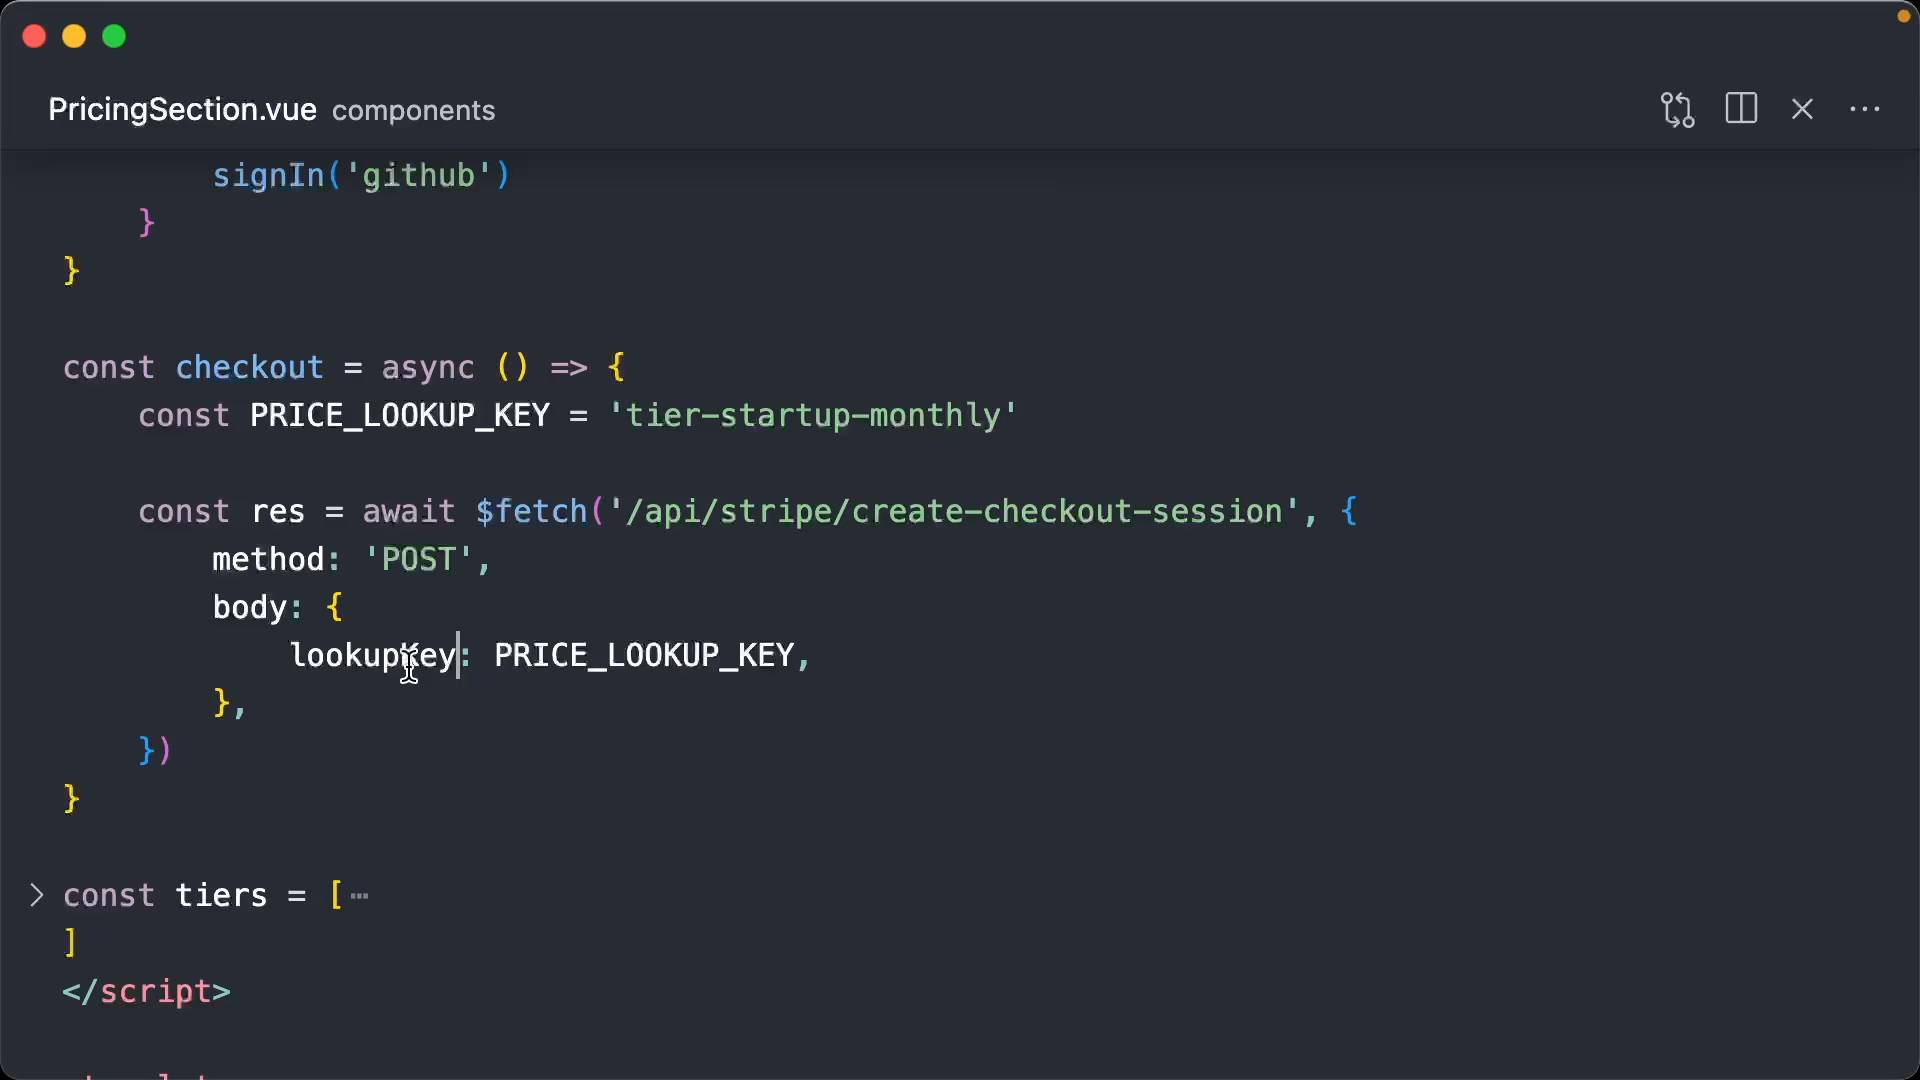 PricingSection.vue components
signIn('github')
}
}
const checkout = async () => {
const PRICE_LOOKUP_KEY = 'tier-startup-monthly'
const res = await $fetch('/api/stripe/create-checkout-session', {
method: 'POST',
body: {
lookupKey: PRICE_LOOKUP_KEY,
},
})
}
const tiers = [⋯
]
</script>